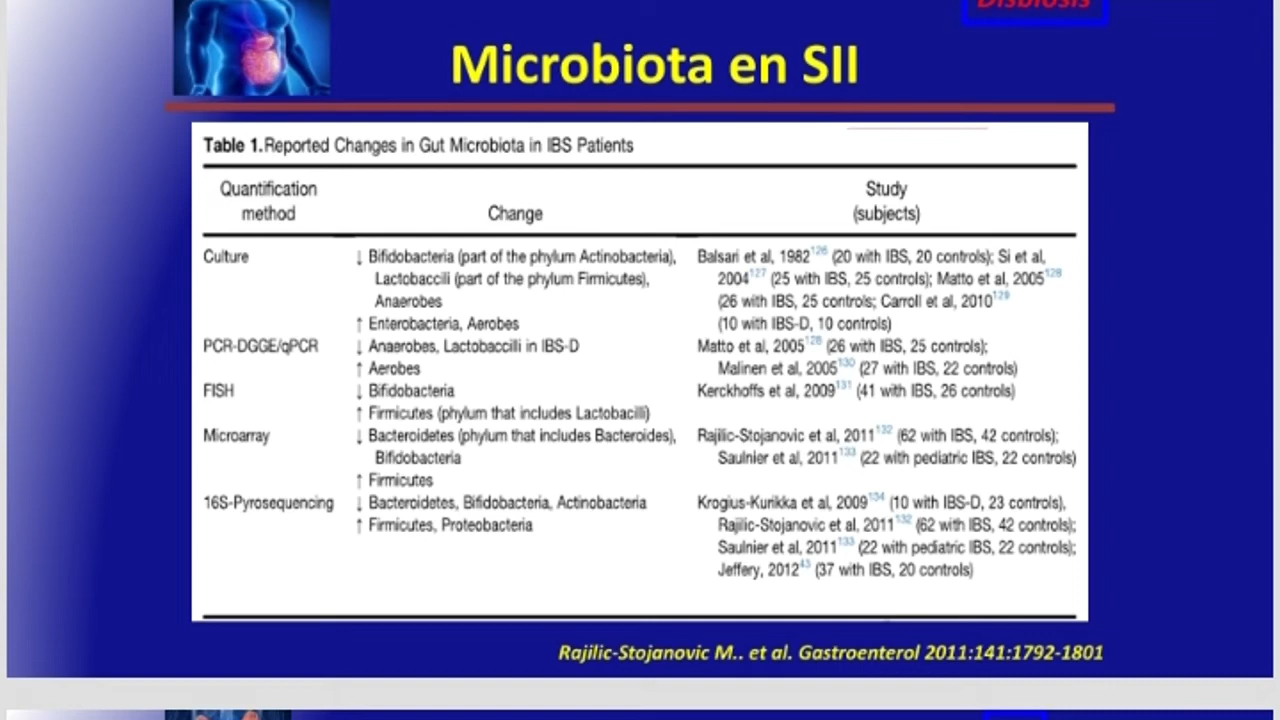 Disbiosis
Microbiota en SII
Table 1.Reported Changes in Gut Microbiota in IBS Patients
Quantification method Change Study (subjects)
Culture ↓ Bifidobacteria (part of the phylum Actinobacteria), Balsari et al, 1982126 (20 with IBS, 20 controls); Si et al,
Lactobaccili (part of the phylum Firmicutes), 2004127 (25 with IBS, 25 controls); Matto et al, 2005128
Anaerobes (26 with IBS, 25 controls; Carroll et al, 2010129
↑ Enterobacteria, Aerobes (10 with IBS-D, 10 controls)
PCR-DGGE/qPCR ↓ Anaerobes, Lactobaccilli in IBS-D Matto et al, 2005128 (26 with IBS, 25 controls);
↑ Aerobes Malinen et al, 2005130 (27 with IBS, 22 controls)
FISH ↓ Bifidobacteria Kerckhoffs et al, 2009131 (41 with IBS, 26 controls)
↑ Firmicutes (phylum that includes Lactobacilli)
Microarray ↓ Bacteroidetes (phylum that includes Bacteroides), Rajilic-Stojanovic et al, 2011132 (62 with IBS, 42 controls);
Bifidobacteria Saulnier et al, 2011133 (22 with pediatric IBS, 22 controls)
↑ Firmicutes
16S-Pyrosequencing ↓ Bacteroidetes, Bifidobacteria, Actinobacteria Krogius-Kurikka et al, 2009134 (10 with IBS-D, 23 controls),
↑ Firmicutes, Proteobacteria Rajilic-Stojanovic et al, 2011132 (62 with IBS, 42 controls);
Saulnier et al, 2011133 (22 with pediatric IBS, 22 controls);
Jeffery, 201243 (37 with IBS, 20 controls)
Rajilic-Stojanovic M.. et al. Gastroenterol 2011:141:1792-1801